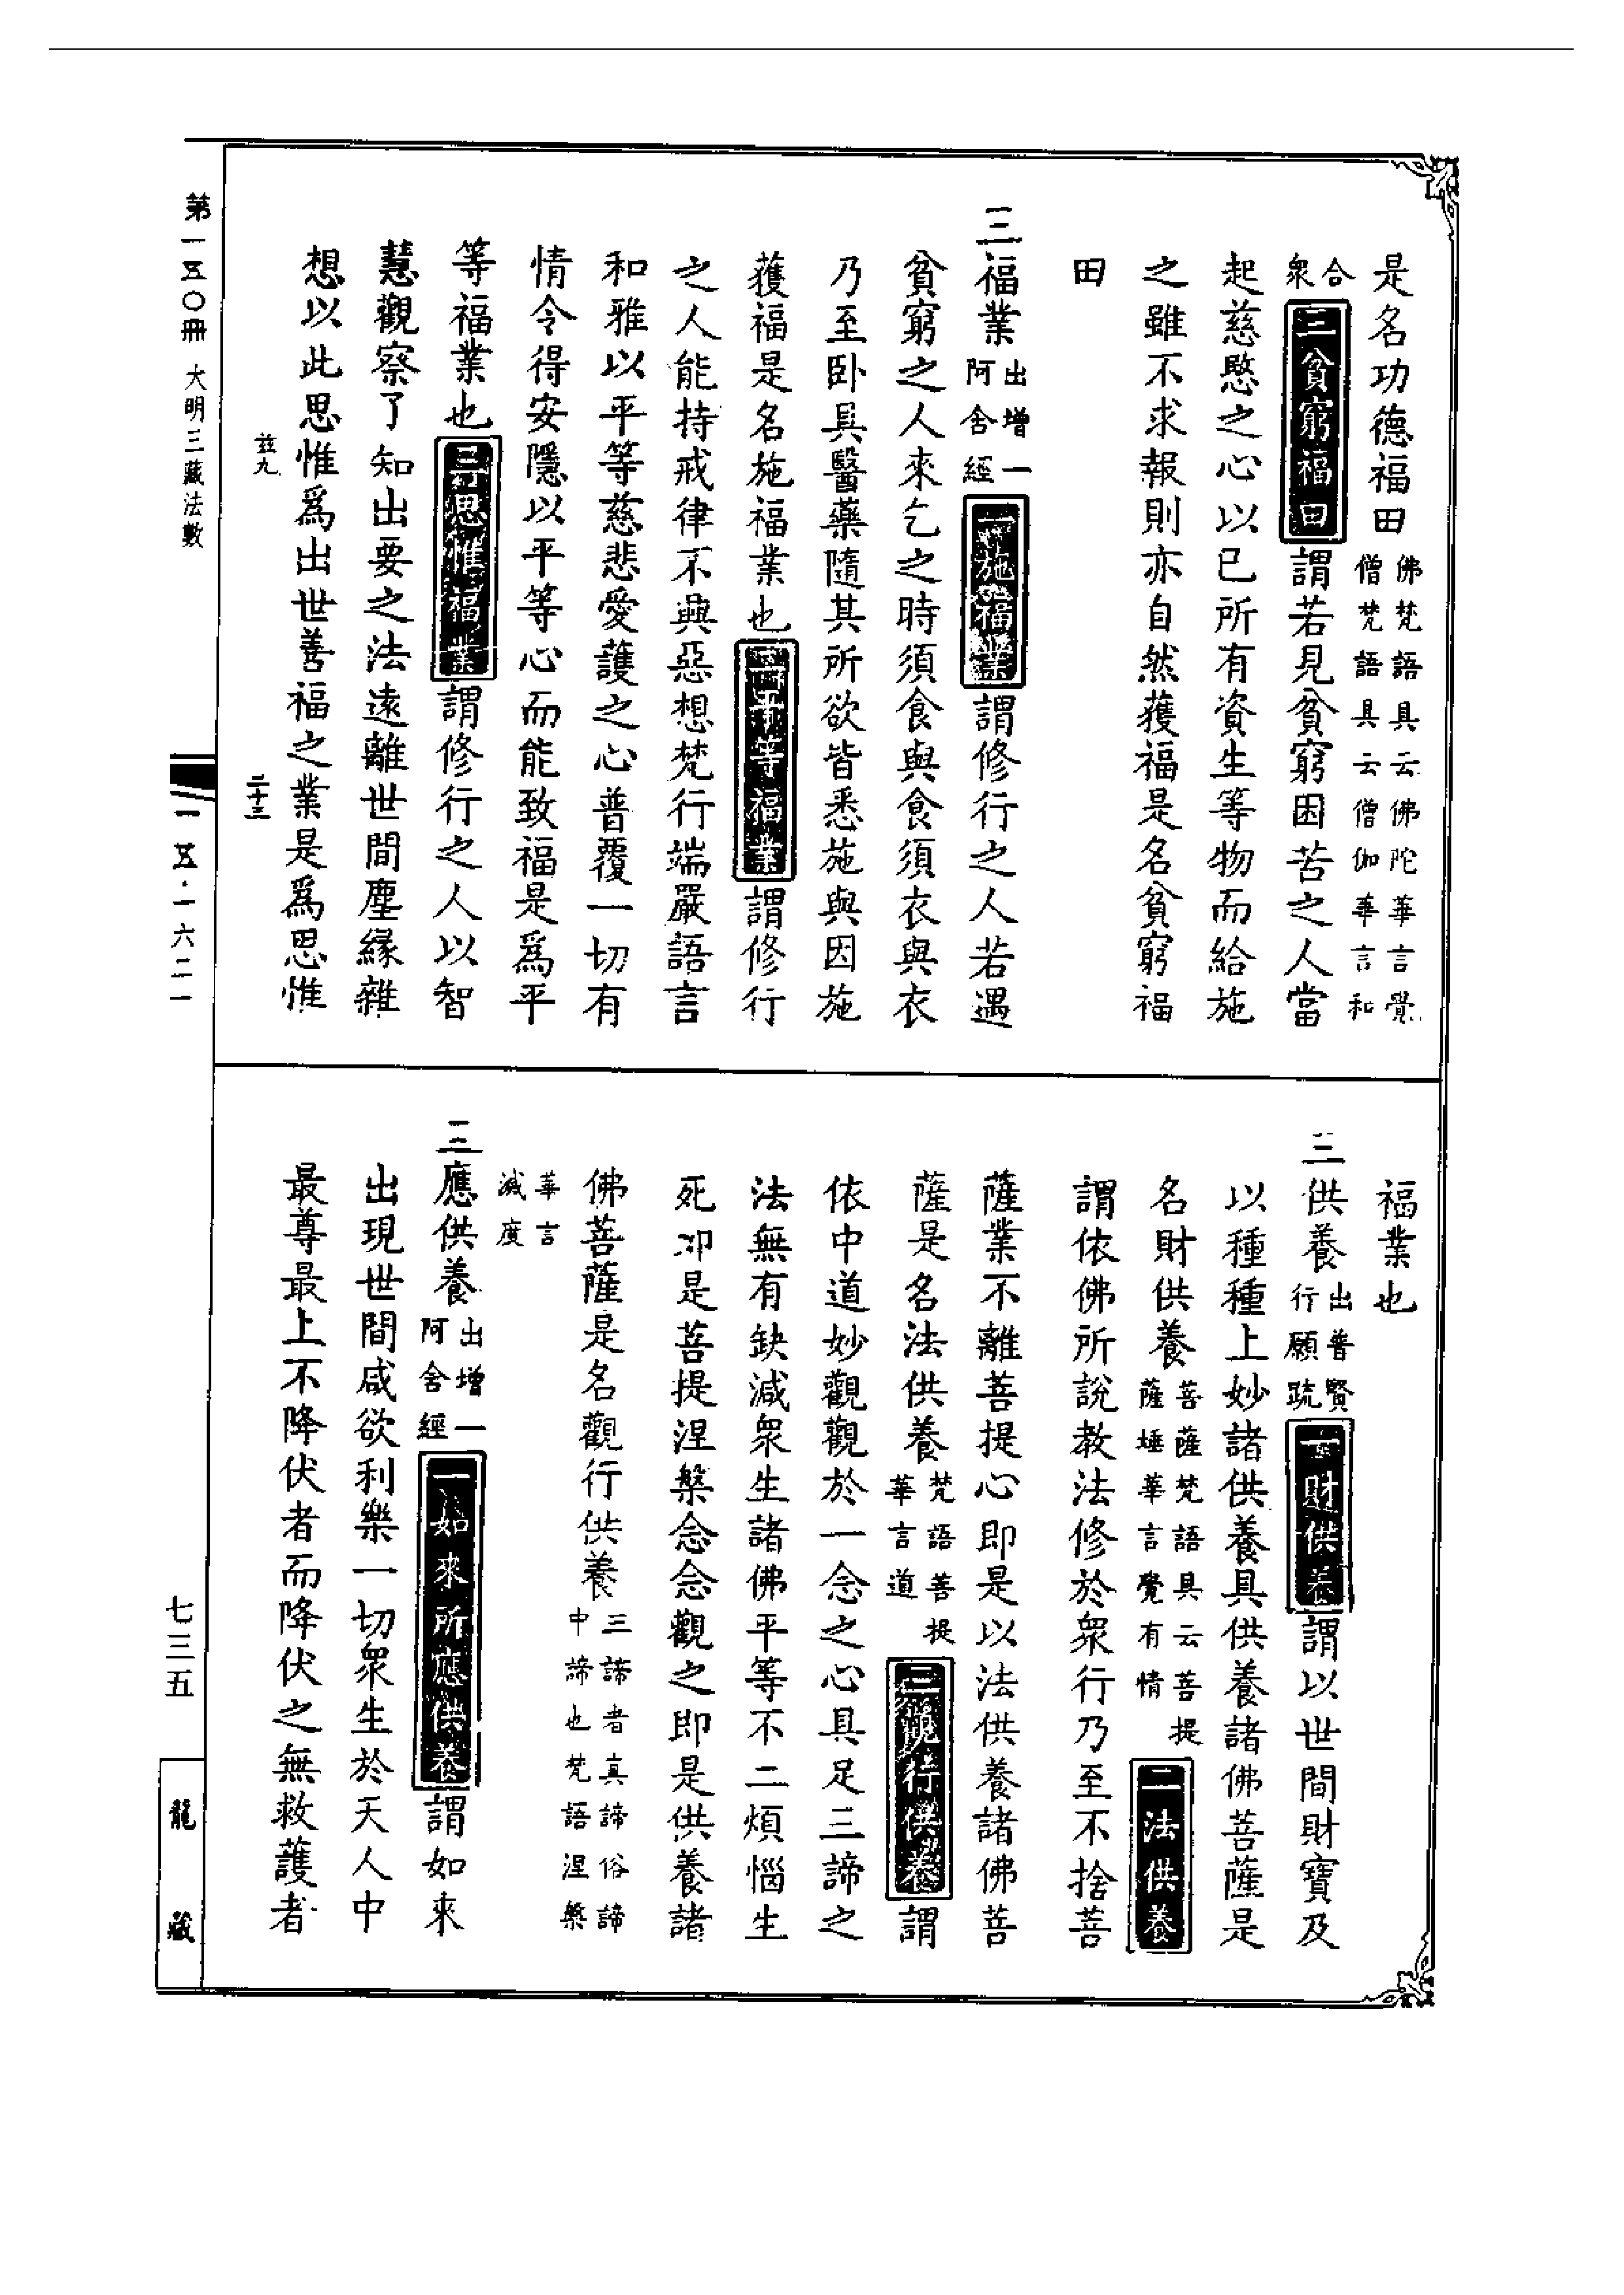 是名功德福田佛梵語具云佛陀華言覺僧梵語具云僧伽華言和
合衆三貧窮福田謂若見貧窮困苦之人當
起慈愍之心以已所有資生等物而給施
之雖不求報則亦自然獲福是名貧窮福
田
三福業出增一阿含經一施福業謂修行之人若遇
貧窮之人來乞之時須食與食須衣與衣
乃至卧具醫藥隨其所欲皆悉施與因施
獲福是名施福業也二平等福業謂修行
之人能持戒律不興惡想梵行端嚴語言
和雅以平等慈悲愛護之心普覆一切有
情令得安隱以平等心而能致福是爲平
等福業也三思惟福業謂修行之人以智
慧觀察了知出要之法遠離世間塵緣雜
想以此思惟爲出世善福之業是爲思惟
茲九 二十三
福業也
三供養出普賢行願疏一財供養謂以世間財寶及
以種種上妙諸供養具供養諸佛菩薩是
名財供養菩薩梵語具云菩提薩埵華言覺有情二法供養
謂依佛所說教法修於衆行乃至不捨菩
薩業不離菩提心即是以法供養諸佛菩
薩是名法供養梵語菩提華言道三觀行供養謂
依中道妙觀觀於一念之心具足三諦之
法無有缺減衆生諸佛平等不二煩惱生
死卽是菩提涅槃念念觀之即是供養諸
佛菩薩是名觀行供養三諦者真諦俗諦中諦也梵語涅槃
華言滅度
三應供養出增一阿含經一如來所應供養謂如來
出現世間咸欲利樂一切衆生於天人中
最尊最上不降伏者而降伏之無救護者
第一五〇冊 大明三藏法數
一五·一六二一
七三五
龍藏